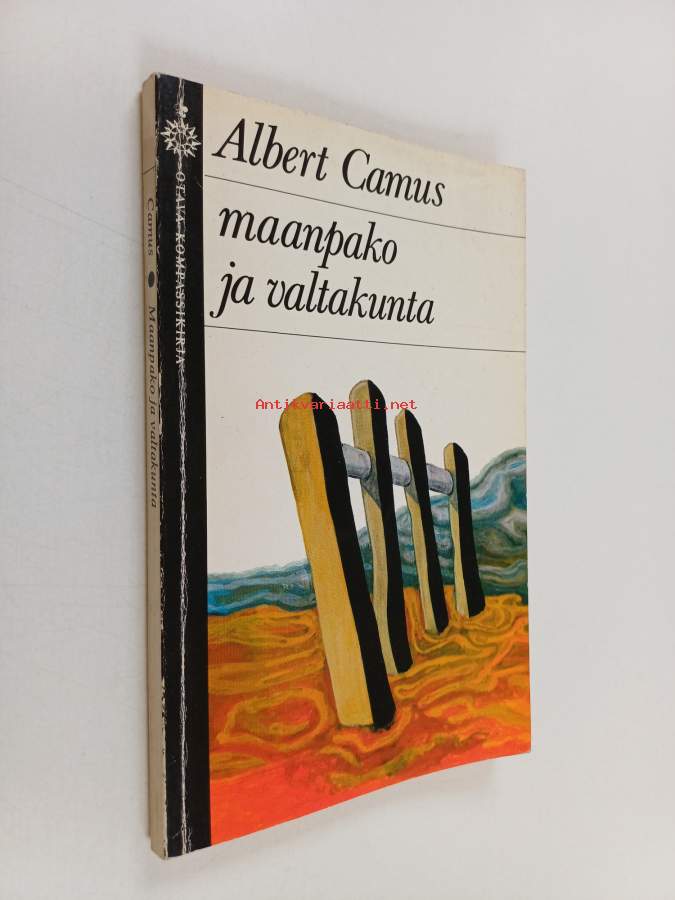 Albert Camus
maanpako
ja valtakunta
Antikvariaatti.net
OTAVA-KOMPASSIKIRJA
Camus ● Maanpako ja valtakunta